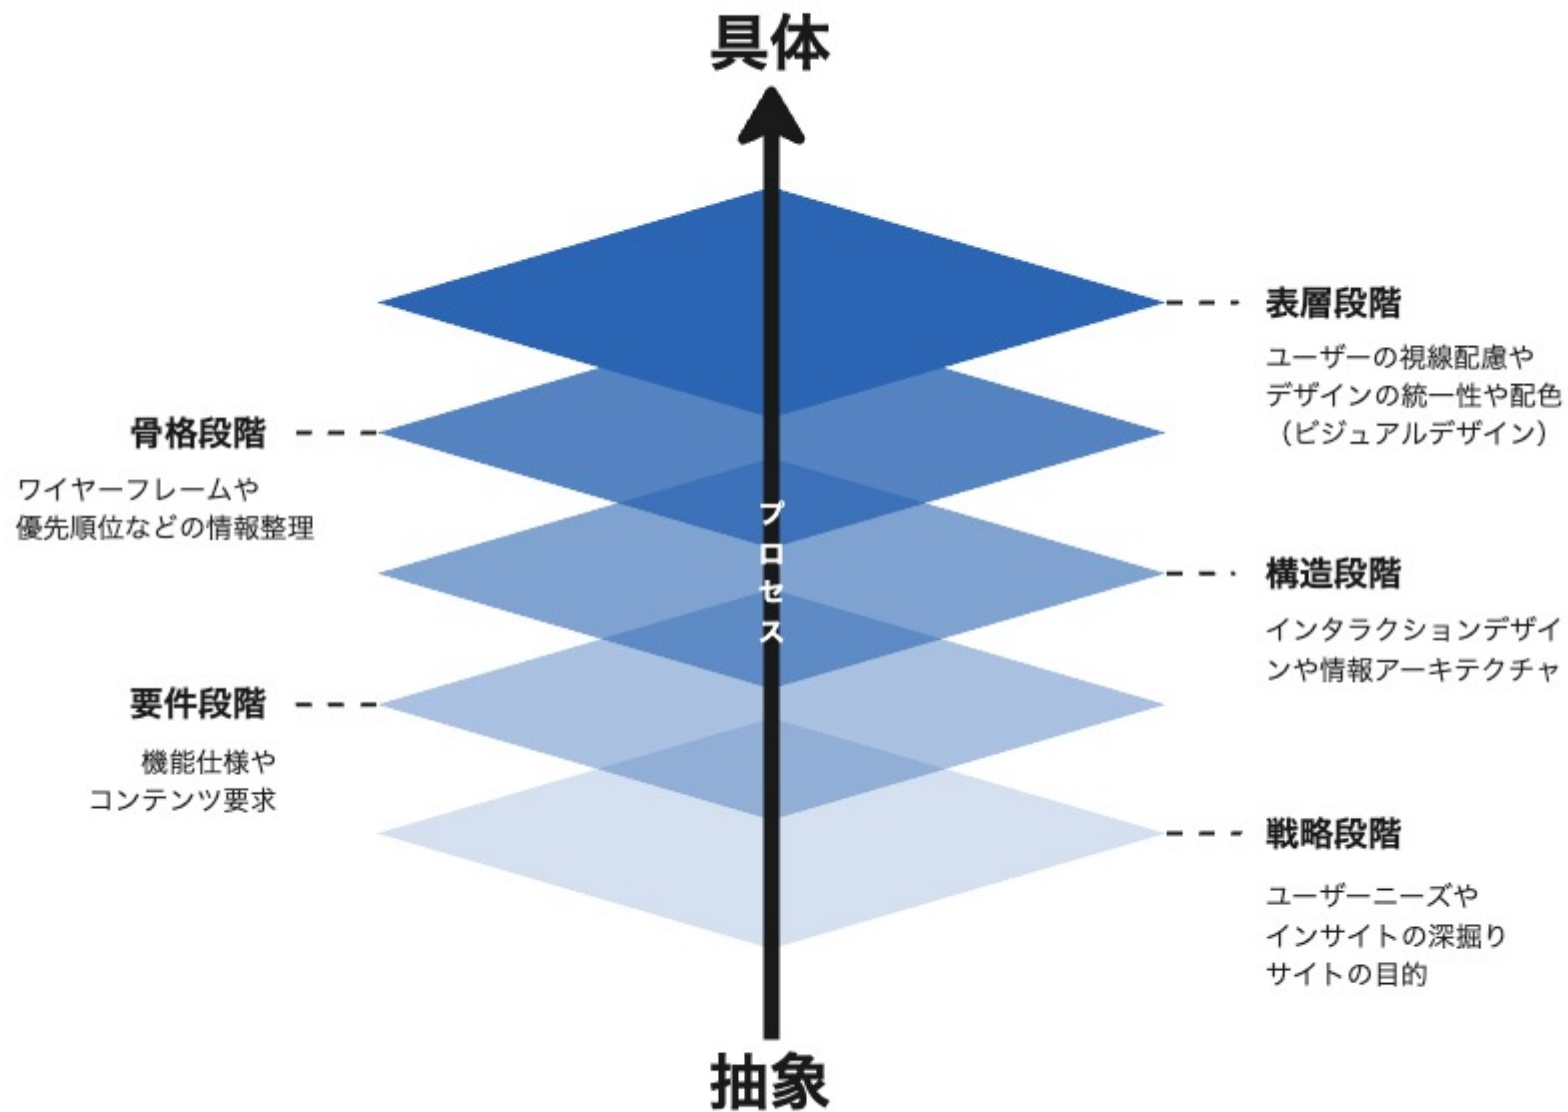 具体
表層段階
ユーザーの視線配慮や
デザインの統一性や配色
（ビジュアルデザイン）
骨格段階
ワイヤーフレームや
優先順位などの情報整理
プロセス
構造段階
インタラクションデザイ
ンや情報アーキテクチャ
要件段階
機能仕様や
コンテンツ要求
戦略段階
ユーザーニーズや
インサイトの深掘り
サイトの目的
抽象